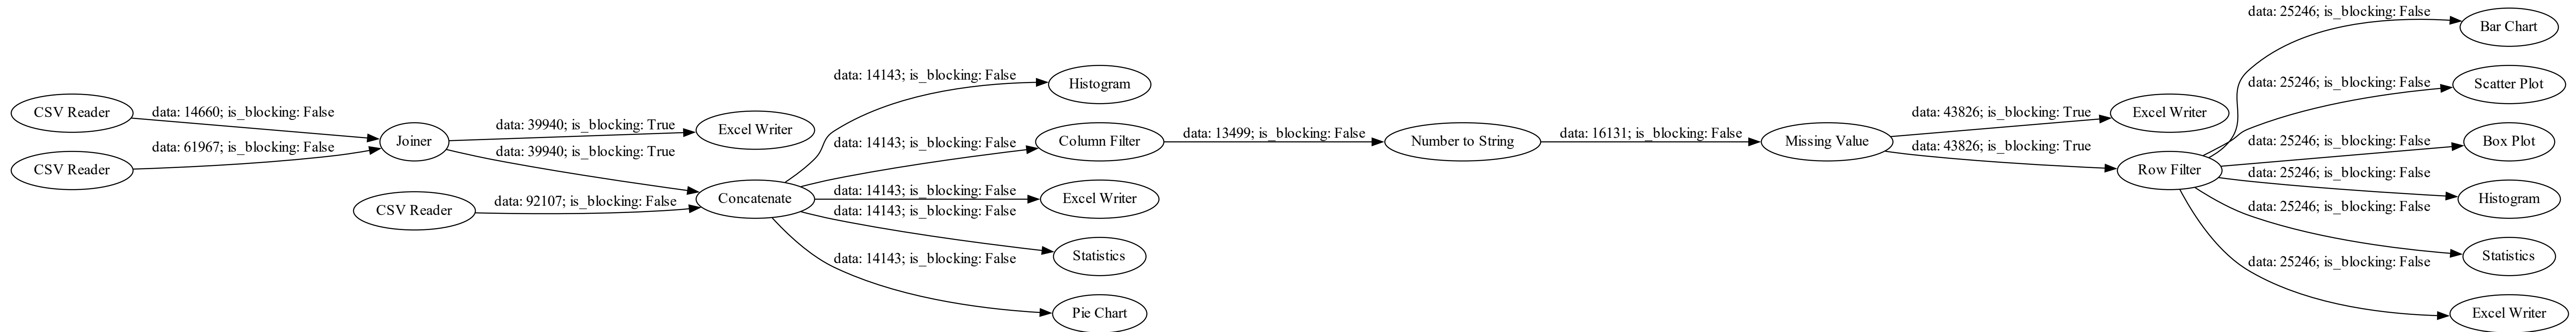 CSV Reader
data: 14660; is_blocking: False
CSV Reader
data: 61967; is_blocking: False
Joiner
data: 39940; is_blocking: True
Excel Writer
data: 39940; is_blocking: True
CSV Reader
data: 92107; is_blocking: False
Concatenate
data: 14143; is_blocking: False
Histogram
data: 14143; is_blocking: False
Column Filter
data: 14143; is_blocking: False
Excel Writer
data: 14143; is_blocking: False
Statistics
data: 14143; is_blocking: False
Pie Chart
data: 13499; is_blocking: False
Number to String
data: 16131; is_blocking: False
Missing Value
data: 43826; is_blocking: True
Excel Writer
data: 43826; is_blocking: True
Row Filter
data: 25246; is_blocking: False
Bar Chart
data: 25246; is_blocking: False
Scatter Plot
data: 25246; is_blocking: False
Box Plot
data: 25246; is_blocking: False
Histogram
data: 25246; is_blocking: False
Statistics
data: 25246; is_blocking: False
Excel Writer